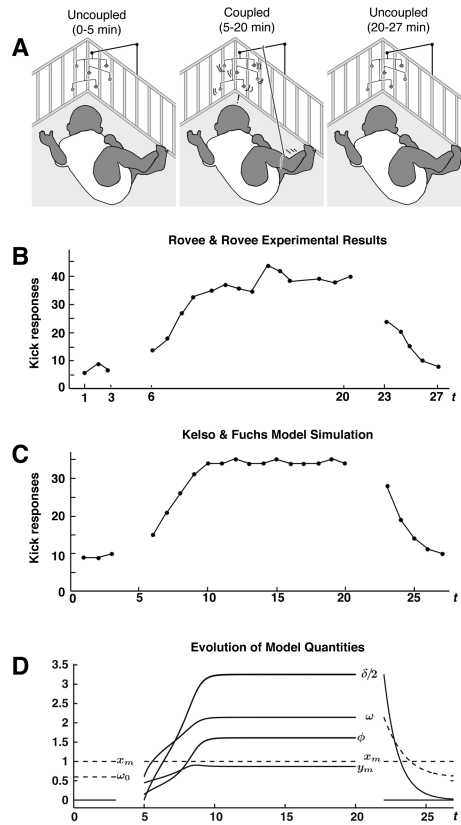 Uncoupled
(0-5 min)
Coupled
(5-20 min)
Uncoupled
(20-27 min)
A
B
Rovee & Rovee Experimental Results
Kick responses
40
30
20
10
0
1 3 6 20 23 27 t
C
Kelso & Fuchs Model Simulation
Kick responses
30
20
10
0
0 5 10 15 20 25 t
D
Evolution of Model Quantities
3.5
3
2.5
2
1.5
1
0.5
0
x_m
ω_0
δ/2
ω
ϕ
x_m
y_m
0 5 10 15 20 25 t